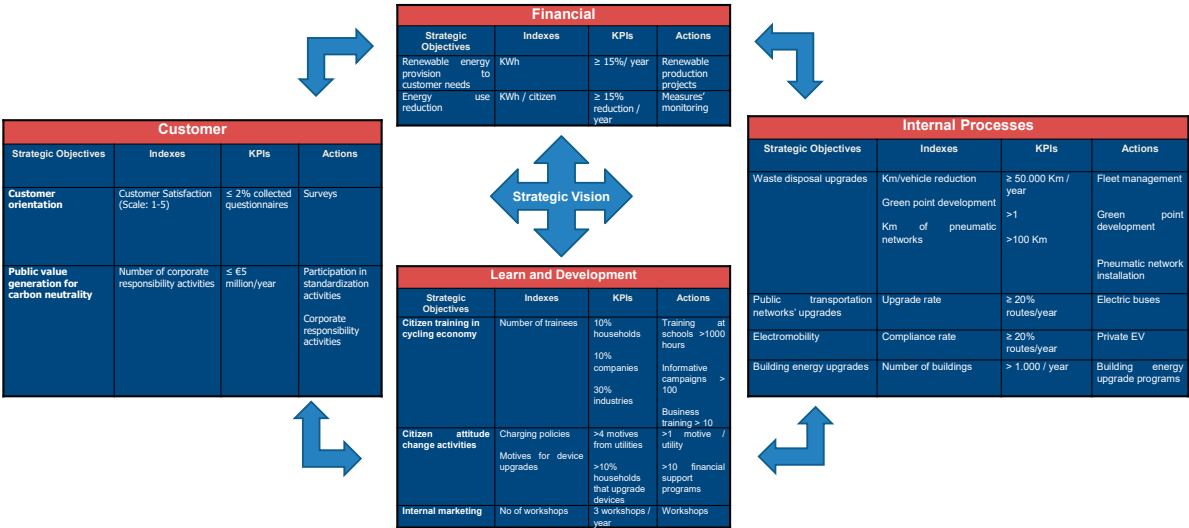 Financial
Strategic Objectives
Indexes
KPIs
Actions
Renewable energy provision to customer needs
KWh
≥ 15%/ year
Renewable production projects
Energy use reduction
KWh / citizen
≥ 15% reduction / year
Measures' monitoring
Customer
Strategic Objectives
Indexes
KPIs
Actions
Customer orientation
Customer Satisfaction (Scale: 1-5)
≤ 2% collected questionnaires
Surveys
Public value generation for carbon neutrality
Number of corporate responsibility activities
≤ €5 million/year
Participation in standardization activities
Corporate responsibility activities
Strategic Vision
Internal Processes
Strategic Objectives
Indexes
KPIs
Actions
Waste disposal upgrades
Km/vehicle reduction
Green point development
Km of pneumatic networks
≥ 50.000 Km / year
>1
>100 Km
Fleet management
Green point development
Pneumatic network installation
Public transportation networks' upgrades
Upgrade rate
≥ 20% routes/year
Electric buses
Electromobility
Compliance rate
≥ 20% routes/year
Private EV
Building energy upgrades
Number of buildings
> 1.000 / year
Building energy upgrade programs
Learn and Development
Strategic Objectives
Indexes
KPIs
Actions
Citizen training in cycling economy
Number of trainees
10% households
10% companies
30% industries
Training at schools >1000 hours
Informative campaigns > 100
Business training > 10
Citizen attitude change activities
Charging policies
Motives for device upgrades
>4 motives from utilities
>10% households that upgrade devices
>1 motive / utility
>10 financial support programs
Internal marketing
No of workshops
3 workshops / year
Workshops